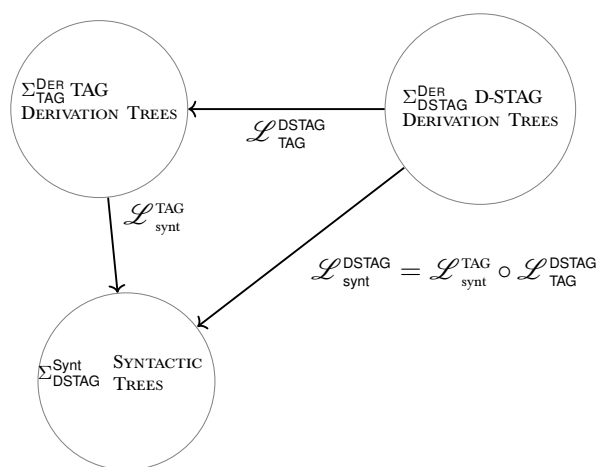 Σ^DER_TAG TAG
DERIVATION TREES
Σ^DER_DSTAG D-STAG
DERIVATION TREES
ℒ^DSTAG_TAG
ℒ^TAG_synt
ℒ^DSTAG_synt = ℒ^TAG_synt ∘ ℒ^DSTAG_TAG
Σ^Synt_DSTAG SYNTACTIC
TREES